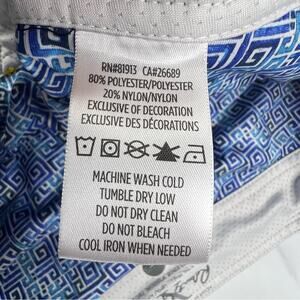 RN#81913 CA#26689
80% POLYESTER/POLYESTER
20% NYLON/NYLON
EXCLUSIVE OF DECORATION
EXCLUSIVE DES DÉCORATIONS
MACHINE WASH COLD
TUMBLE DRY LOW
DO NOT DRY CLEAN
DO NOT BLEACH
COOL IRON WHEN NEEDED